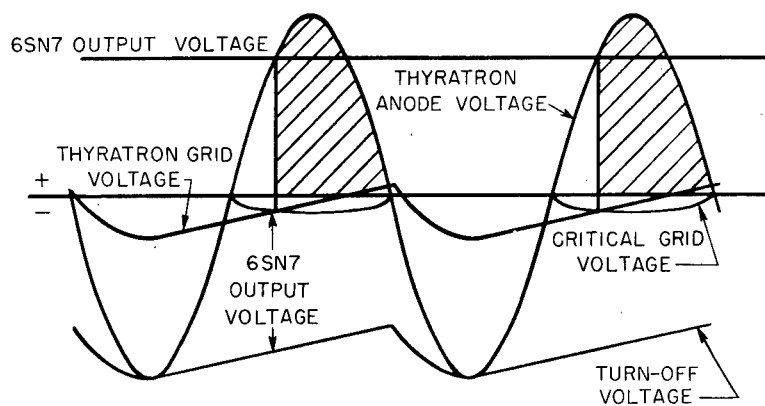 6SN7 OUTPUT VOLTAGE
THYRATRON
ANODE VOLTAGE
THYRATRON GRID
VOLTAGE
+
−
6SN7
OUTPUT
VOLTAGE
CRITICAL GRID
VOLTAGE
TURN-OFF
VOLTAGE